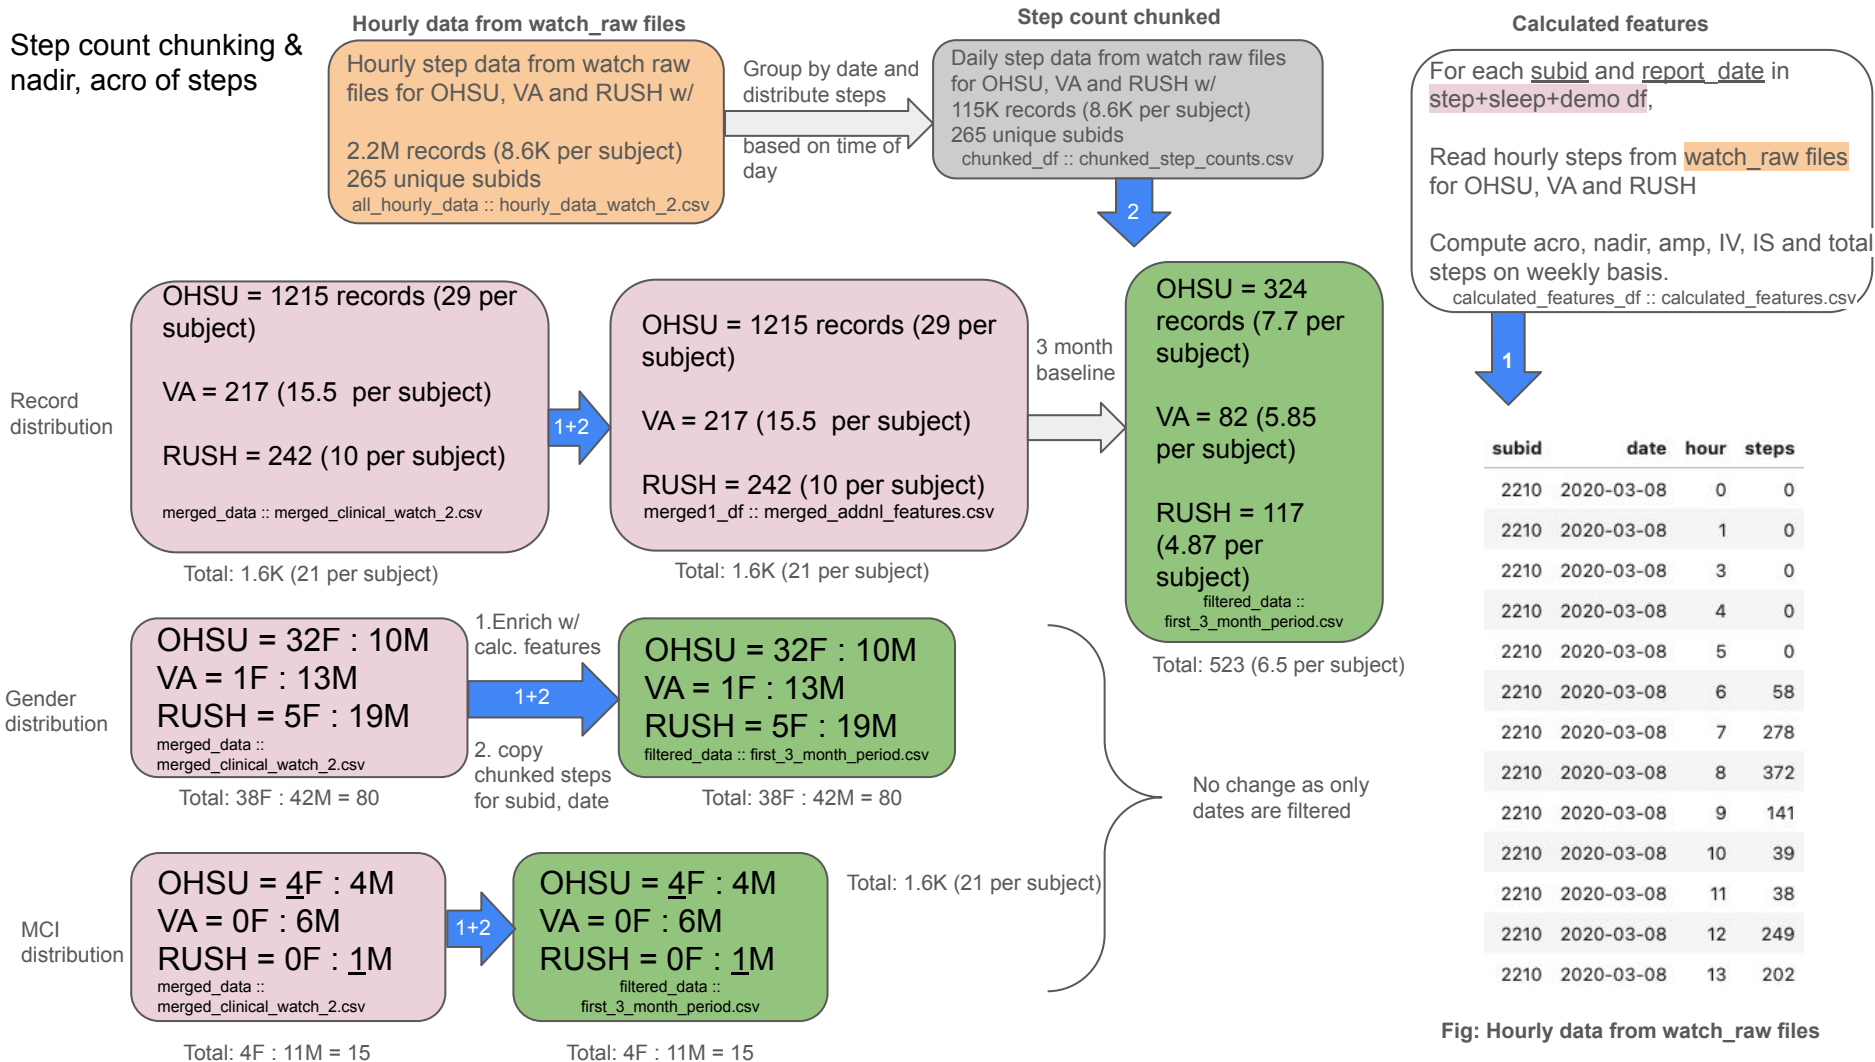 Step count chunking &
nadir, acro of steps
Hourly data from watch_raw files
Hourly step data from watch raw
files for OHSU, VA and RUSH w/
2.2M records (8.6K per subject)
265 unique subids
all_hourly_data :: hourly_data_watch_2.csv
Group by date and
distribute steps
based on time of
day
Step count chunked
Daily step data from watch raw files
for OHSU, VA and RUSH w/
115K records (8.6K per subject)
265 unique subids
chunked_df :: chunked_step_counts.csv
2
Calculated features
For each subid and report_date in
step+sleep+demo df,
Read hourly steps from watch_raw files
for OHSU, VA and RUSH
Compute acro, nadir, amp, IV, IS and total
steps on weekly basis.
calculated_features_df :: calculated_features.csv
1
Record
distribution
OHSU = 1215 records (29 per
subject)
VA = 217 (15.5  per subject)
RUSH = 242 (10 per subject)
merged_data :: merged_clinical_watch_2.csv
Total: 1.6K (21 per subject)
1+2
OHSU = 1215 records (29 per
subject)
VA = 217 (15.5  per subject)
RUSH = 242 (10 per subject)
merged1_df :: merged_addnl_features.csv
Total: 1.6K (21 per subject)
3 month
baseline
OHSU = 324
records (7.7 per
subject)
VA = 82 (5.85
per subject)
RUSH = 117
(4.87 per
subject)
filtered_data ::
first_3_month_period.csv
Total: 523 (6.5 per subject)
Gender
distribution
OHSU = 32F : 10M
VA = 1F : 13M
RUSH = 5F : 19M
merged_data ::
merged_clinical_watch_2.csv
Total: 38F : 42M = 80
1.Enrich w/
calc. features
1+2
2. copy
chunked steps
for subid, date
OHSU = 32F : 10M
VA = 1F : 13M
RUSH = 5F : 19M
filtered_data :: first_3_month_period.csv
Total: 38F : 42M = 80
No change as only
dates are filtered
MCI
distribution
OHSU = 4F : 4M
VA = 0F : 6M
RUSH = 0F : 1M
merged_data ::
merged_clinical_watch_2.csv
Total: 4F : 11M = 15
1+2
OHSU = 4F : 4M
VA = 0F : 6M
RUSH = 0F : 1M
filtered_data ::
first_3_month_period.csv
Total: 4F : 11M = 15
Total: 1.6K (21 per subject)
subid date hour steps
2210 2020-03-08 0 0
2210 2020-03-08 1 0
2210 2020-03-08 3 0
2210 2020-03-08 4 0
2210 2020-03-08 5 0
2210 2020-03-08 6 58
2210 2020-03-08 7 278
2210 2020-03-08 8 372
2210 2020-03-08 9 141
2210 2020-03-08 10 39
2210 2020-03-08 11 38
2210 2020-03-08 12 249
2210 2020-03-08 13 202
Fig: Hourly data from watch_raw files